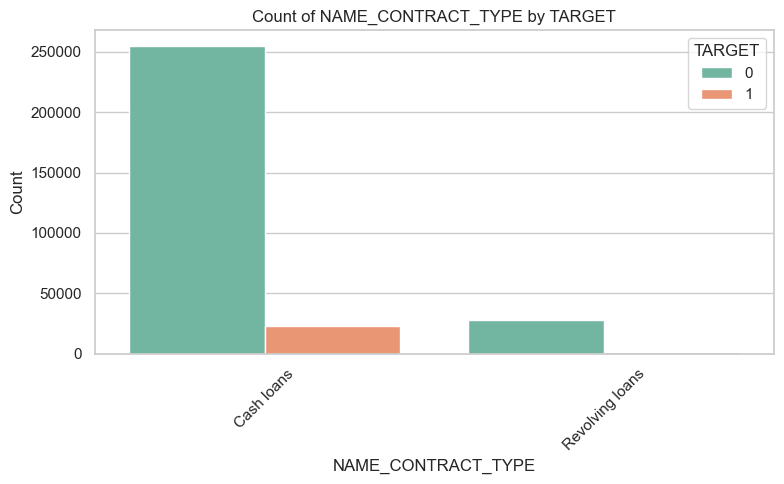 Count of NAME_CONTRACT_TYPE by TARGET
TARGET
0
1
250000
200000
150000
100000
50000
0
Count
Cash loans
Revolving loans
NAME_CONTRACT_TYPE